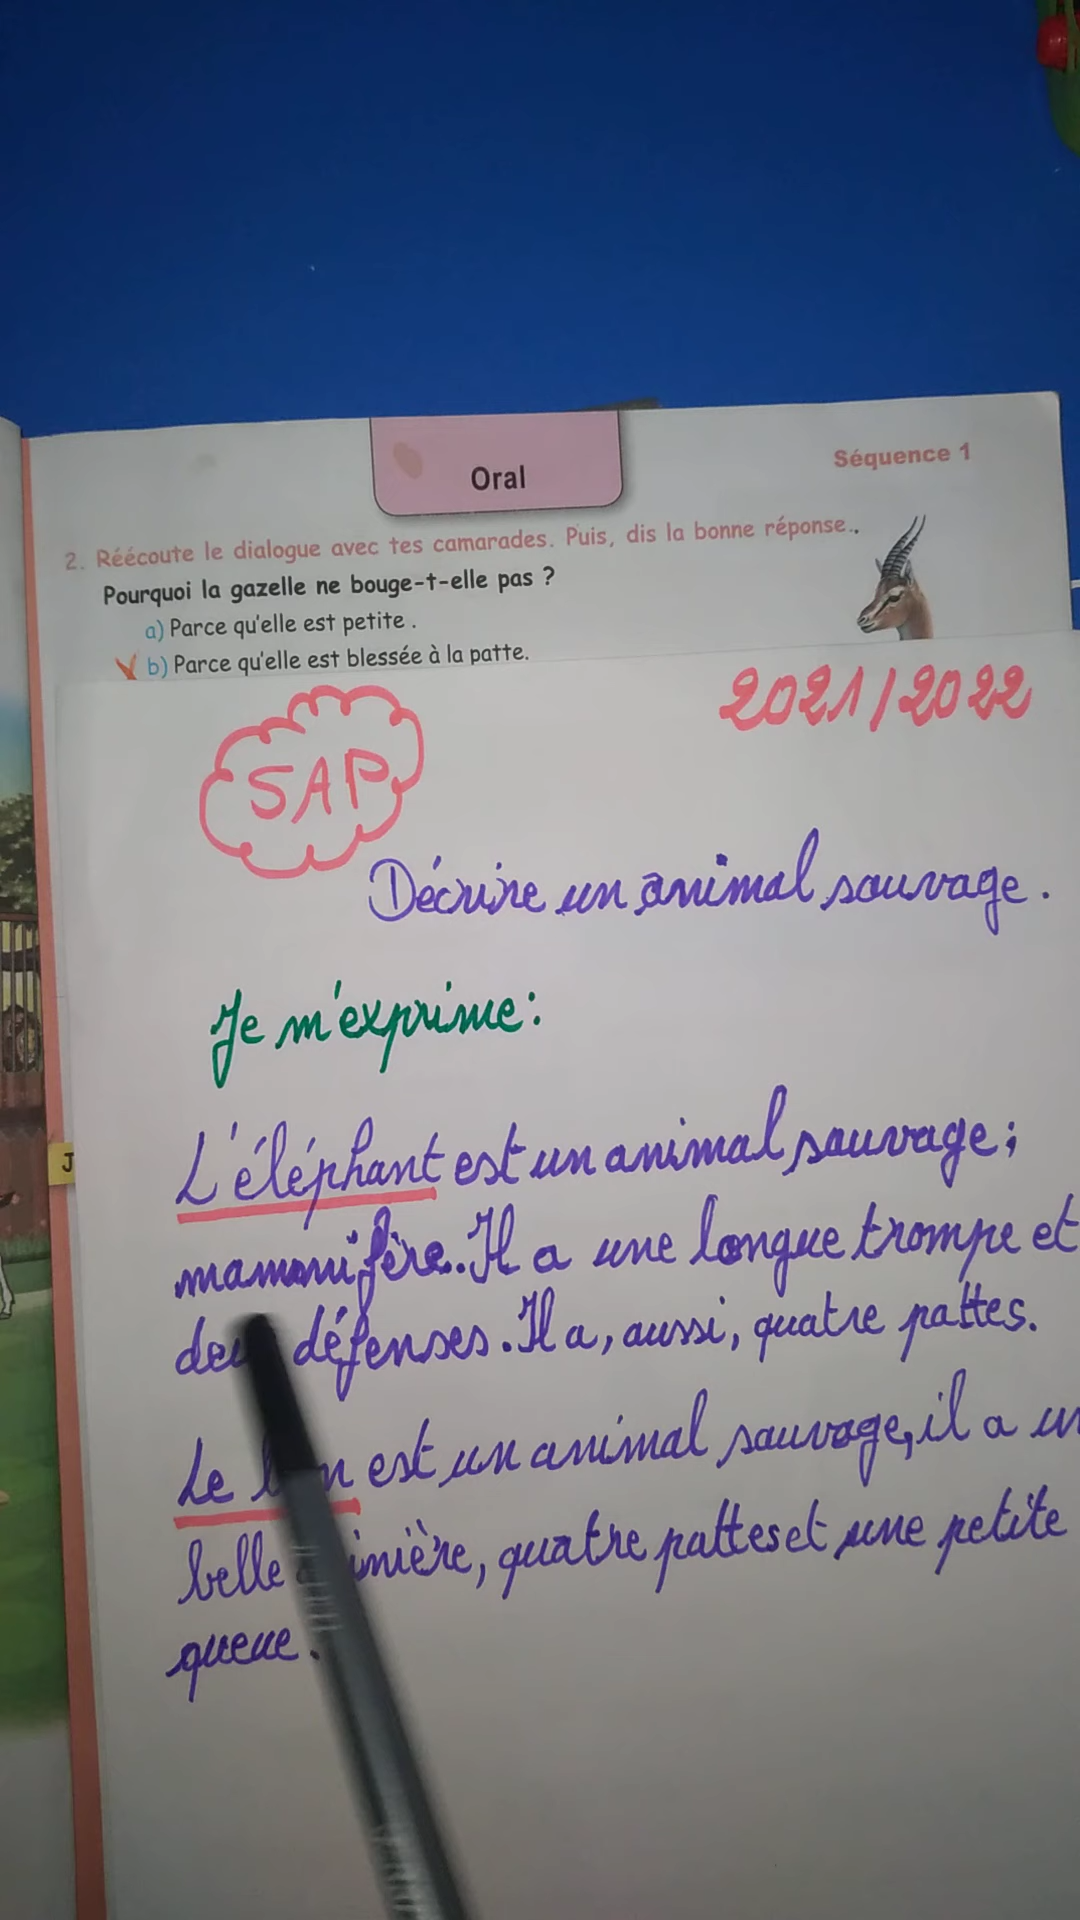 Oral
Séquence 1
2. Réécoute le dialogue avec tes camarades. Puis, dis la bonne réponse..
Pourquoi la gazelle ne bouge-t-elle pas ?
a) Parce qu'elle est petite .
b) Parce qu'elle est blessée à la patte.
SAP
2021/2022
Décrire un animal sauvage.
Je m'exprime:
L'éléphant est un animal sauvage;
mammifère. Il a une longue trompe et
défenses. Il a, aussi, quatre pattes.
Le est un animal sauvage, il a
belle quatre pattes et une petite
queue.
J